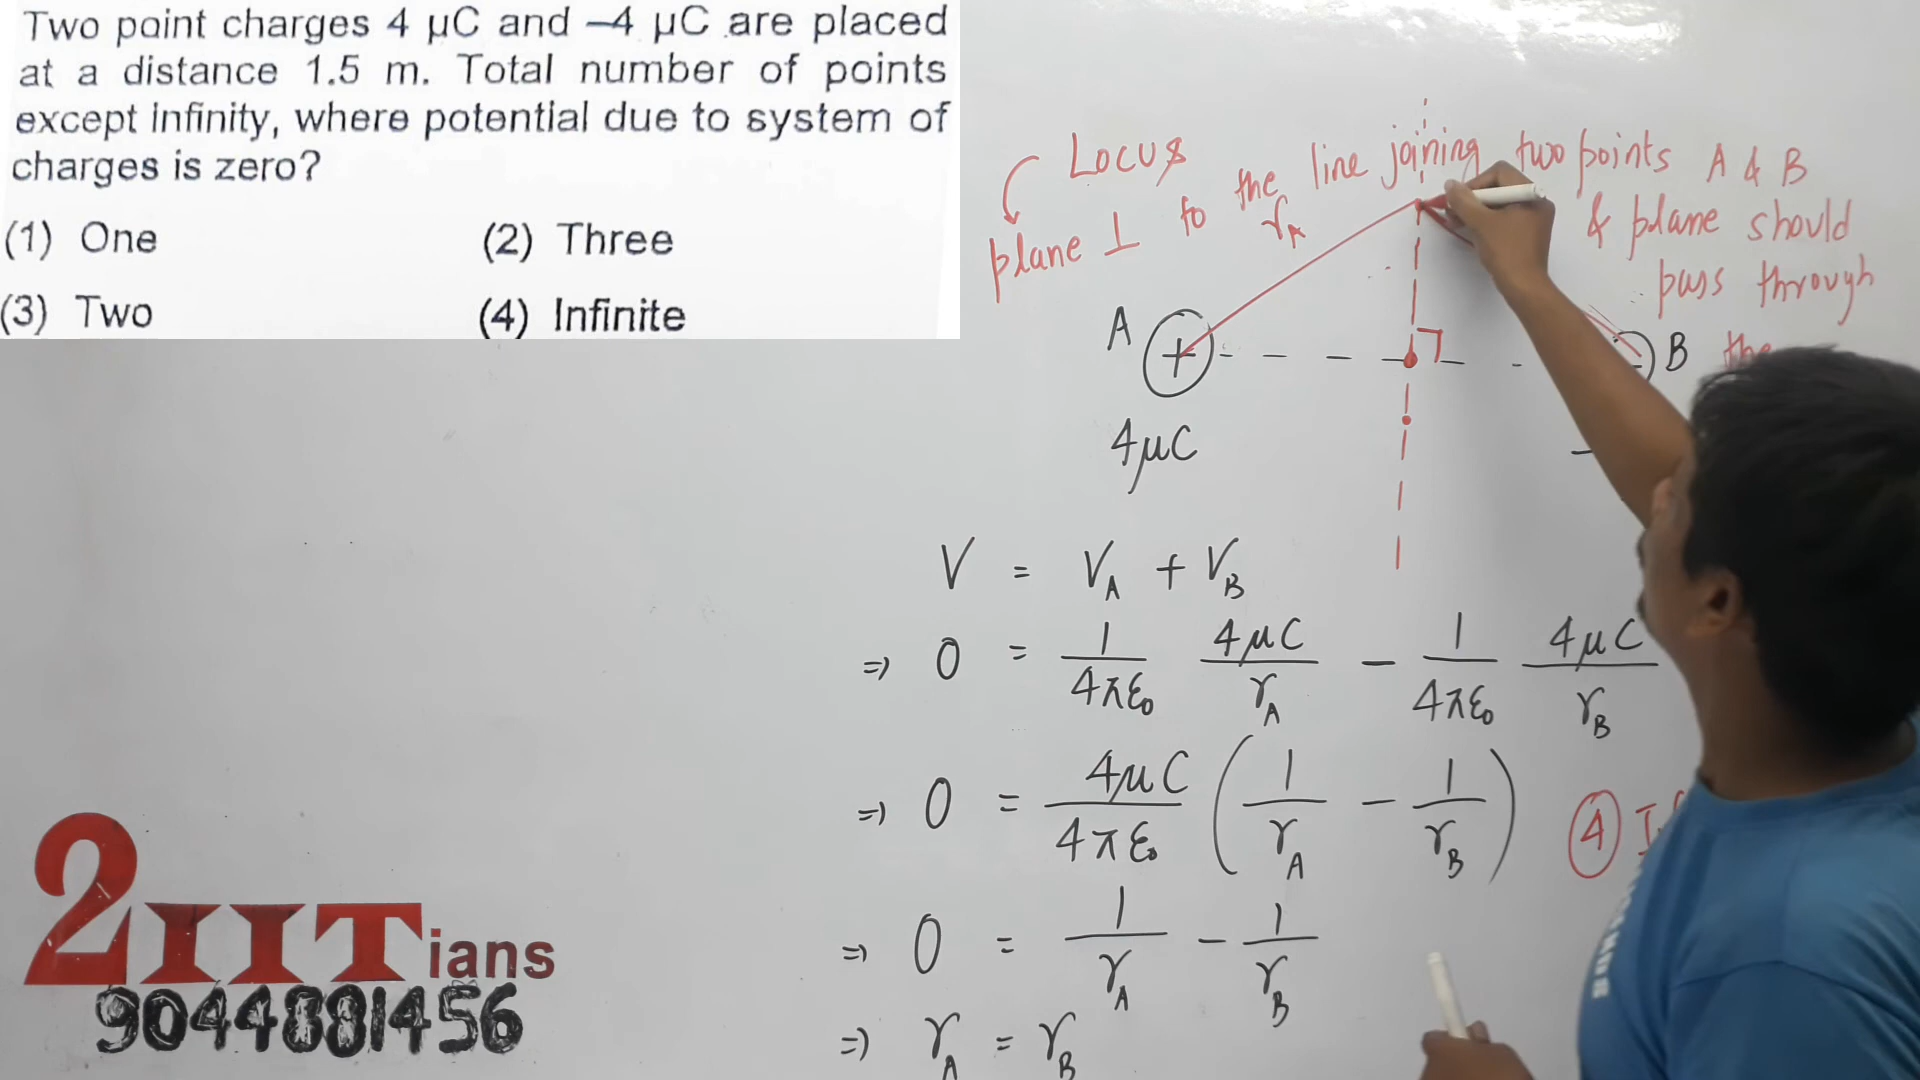 Two point charges 4 μC and –4 μC are placed
at a distance 1.5 m. Total number of points
except infinity, where potential due to system of
charges is zero?
(1) One
(2) Three
(3) Two
(4) Infinite
Locus
plane ⊥ to the line joining two points A & B
& plane should
pass through
the
r_A
A
+
B
4μC
–
V = V_A + V_B
⇒ 0 = 1/4πε₀ 4μC/r_A – 1/4πε₀ 4μC/r_B
⇒ 0 = 4μC/4πε₀ (1/r_A – 1/r_B)
④
⇒ 0 = 1/r_A – 1/r_B
⇒ r_A = r_B
2IITians
9044881456